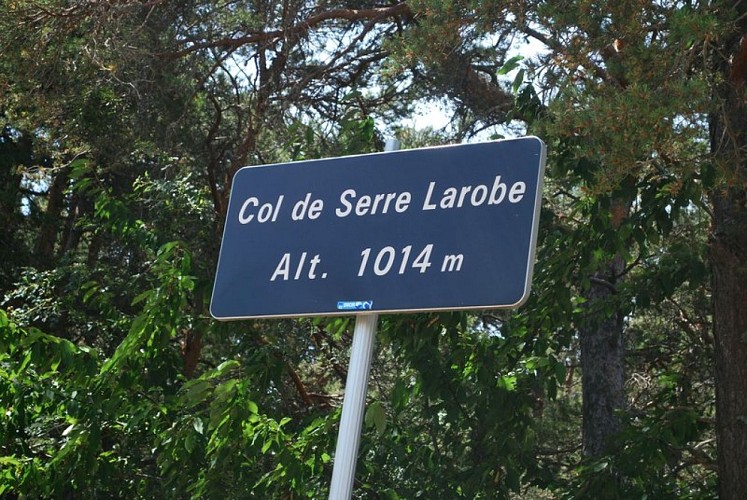 Col de Serre Larobe
Alt. 1014 m